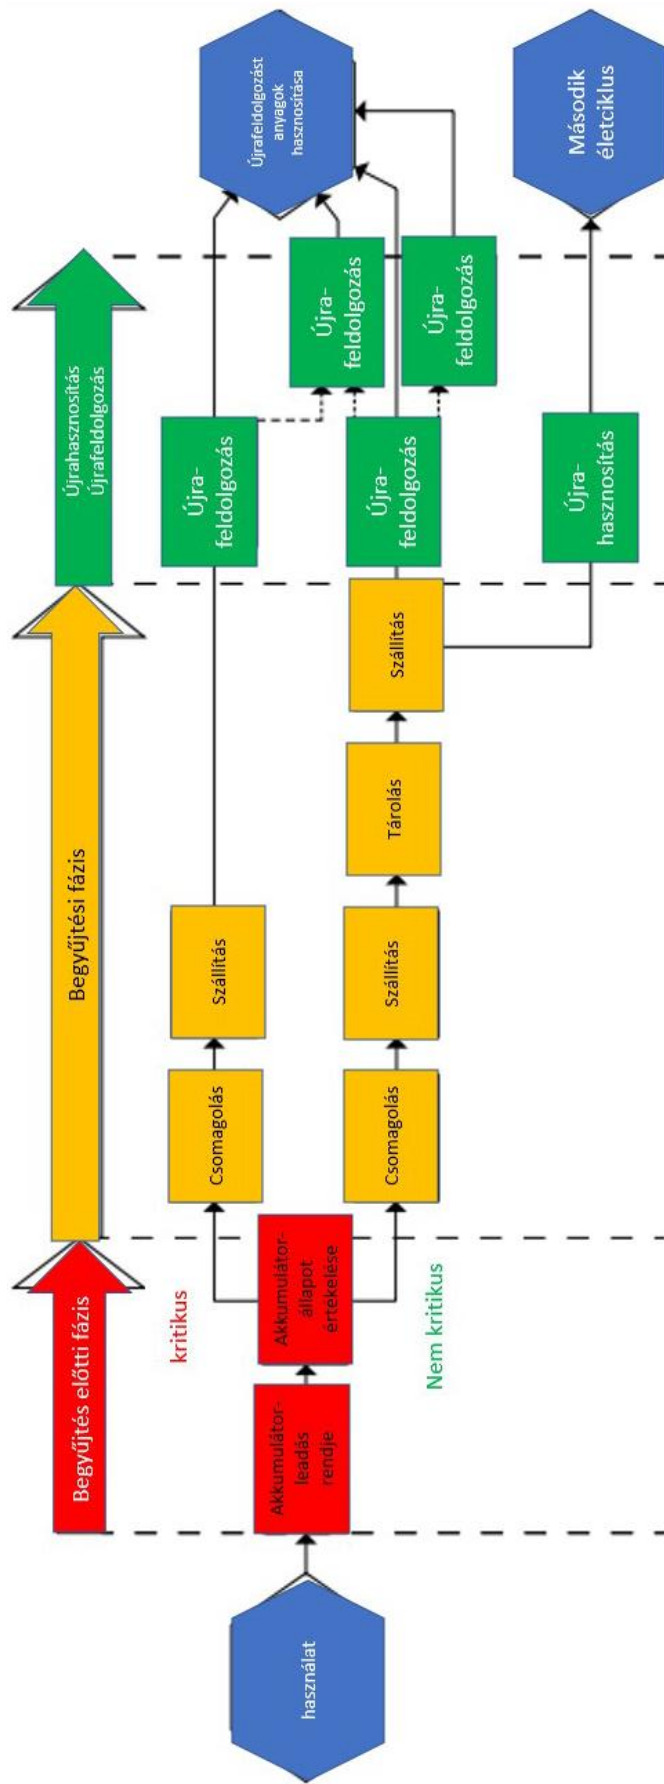 Begyűjtés előtti fázis
Begyűjtési fázis
Újrahasznosítás
Újrafeldolgozás
használat
Akkumulátor-
leadás
rendje
Akkumulátor-
állapot
értékelése
kritikus
Csomagolás
Szállítás
Újra-
feldolgozás
Újra-
feldolgozás
Újrafeldolgozást
anyagok
hasznosítása
Nem kritikus
Csomagolás
Szállítás
Tárolás
Szállítás
Újra-
feldolgozás
Újra-
feldolgozás
Újra-
hasznosítás
Második
életciklus